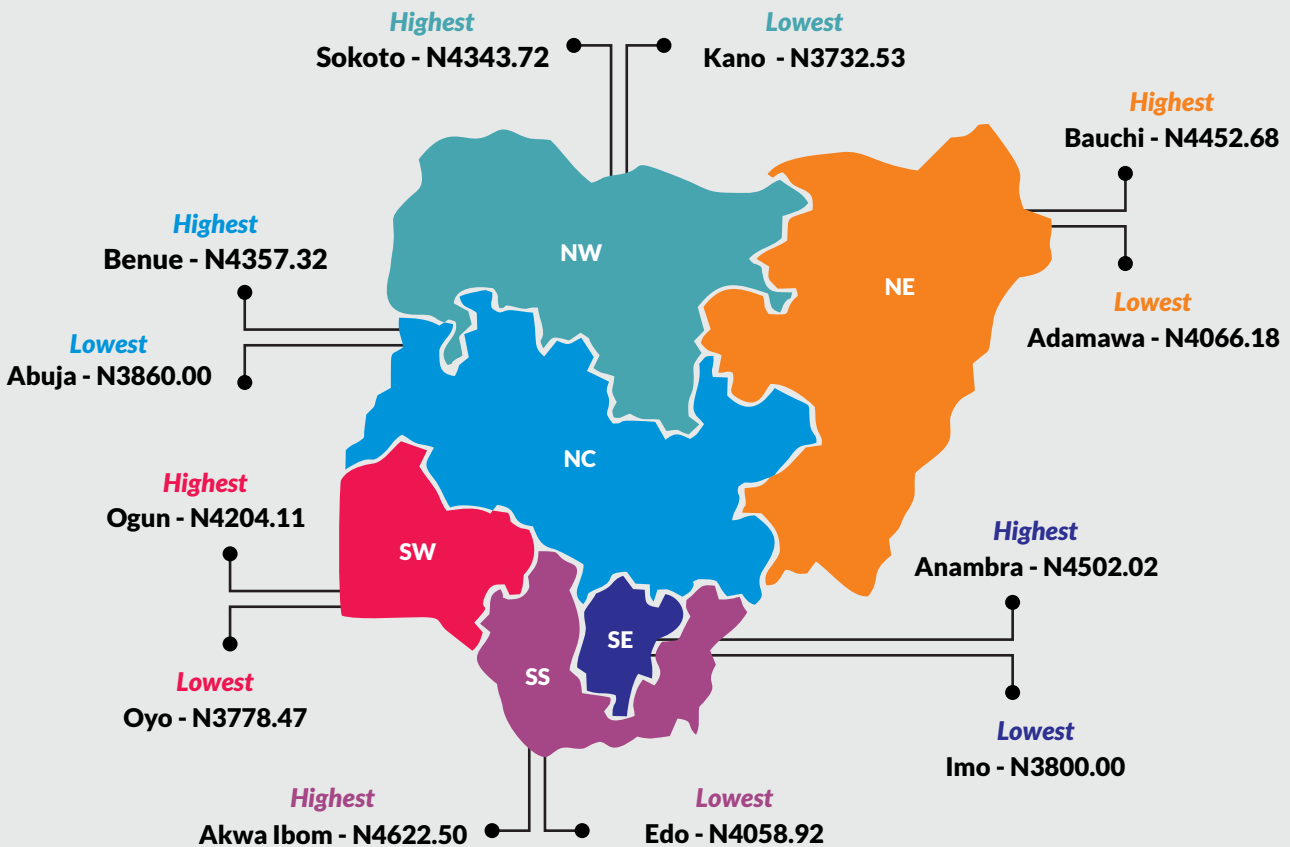 Highest
Sokoto - N4343.72
Lowest
Kano - N3732.53
Highest
Bauchi - N4452.68
Lowest
Adamawa - N4066.18
Highest
Benue - N4357.32
Lowest
Abuja - N3860.00
NW
NE
NC
Highest
Ogun - N4204.11
Lowest
Oyo - N3778.47
SW
SE
SS
Highest
Anambra - N4502.02
Lowest
Imo - N3800.00
Highest
Akwa Ibom - N4622.50
Lowest
Edo - N4058.92